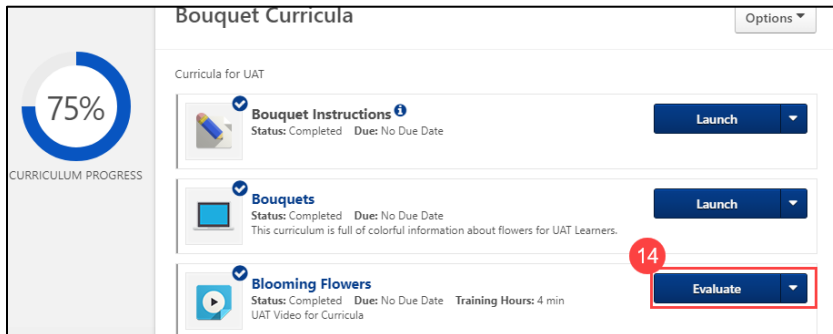 Bouquet Curricula
Options
75%
CURRICULUM PROGRESS
Curricula for UAT
Bouquet Instructions
Status: Completed Due: No Due Date
Launch
Bouquets
Status: Completed Due: No Due Date
This curriculum is full of colorful information about flowers for UAT Learners.
Launch
14
Blooming Flowers
Status: Completed Due: No Due Date Training Hours: 4 min
UAT Video for Curricula
Evaluate